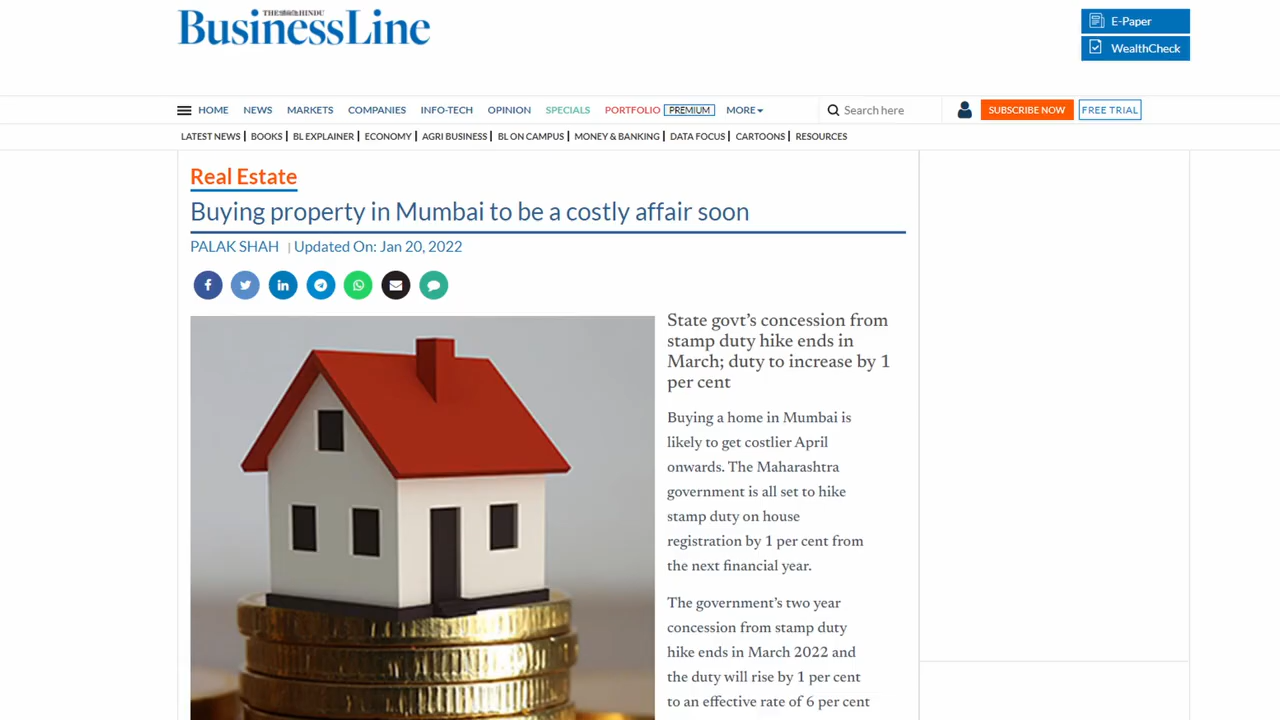 THE HINDU
BusinessLine
E-Paper
WealthCheck
HOME NEWS MARKETS COMPANIES INFO-TECH OPINION SPECIALS PORTFOLIO PREMIUM MORE Search here SUBSCRIBE NOW FREE TRIAL
LATEST NEWS | BOOKS | BL EXPLAINER | ECONOMY | AGRI BUSINESS | BL ON CAMPUS | MONEY & BANKING | DATA FOCUS | CARTOONS | RESOURCES
Real Estate
Buying property in Mumbai to be a costly affair soon
PALAK SHAH | Updated On: Jan 20, 2022
State govt's concession from
stamp duty hike ends in
March; duty to increase by 1
per cent
Buying a home in Mumbai is
likely to get costlier April
onwards. The Maharashtra
government is all set to hike
stamp duty on house
registration by 1 per cent from
the next financial year.
The government's two year
concession from stamp duty
hike ends in March 2022 and
the duty will rise by 1 per cent
to an effective rate of 6 per cent